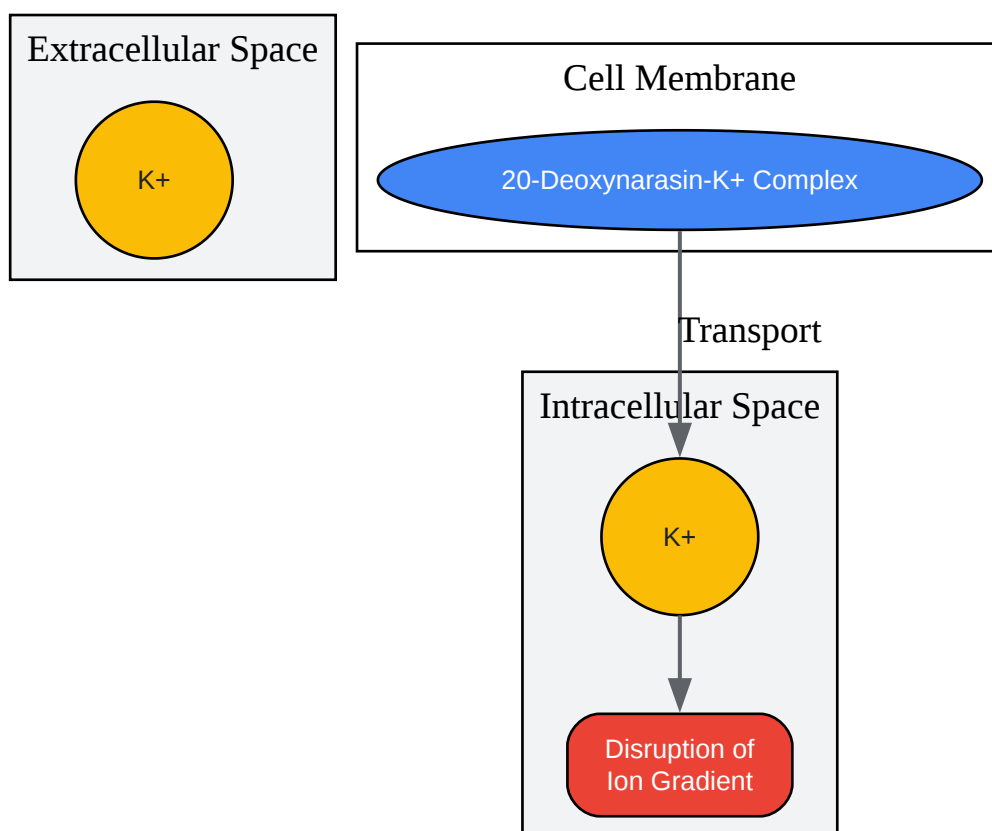 Extracellular Space
K+
Cell Membrane
20-Deoxynarasin-K+ Complex
Transport
Intracellular Space
K+
Disruption of
Ion Gradient